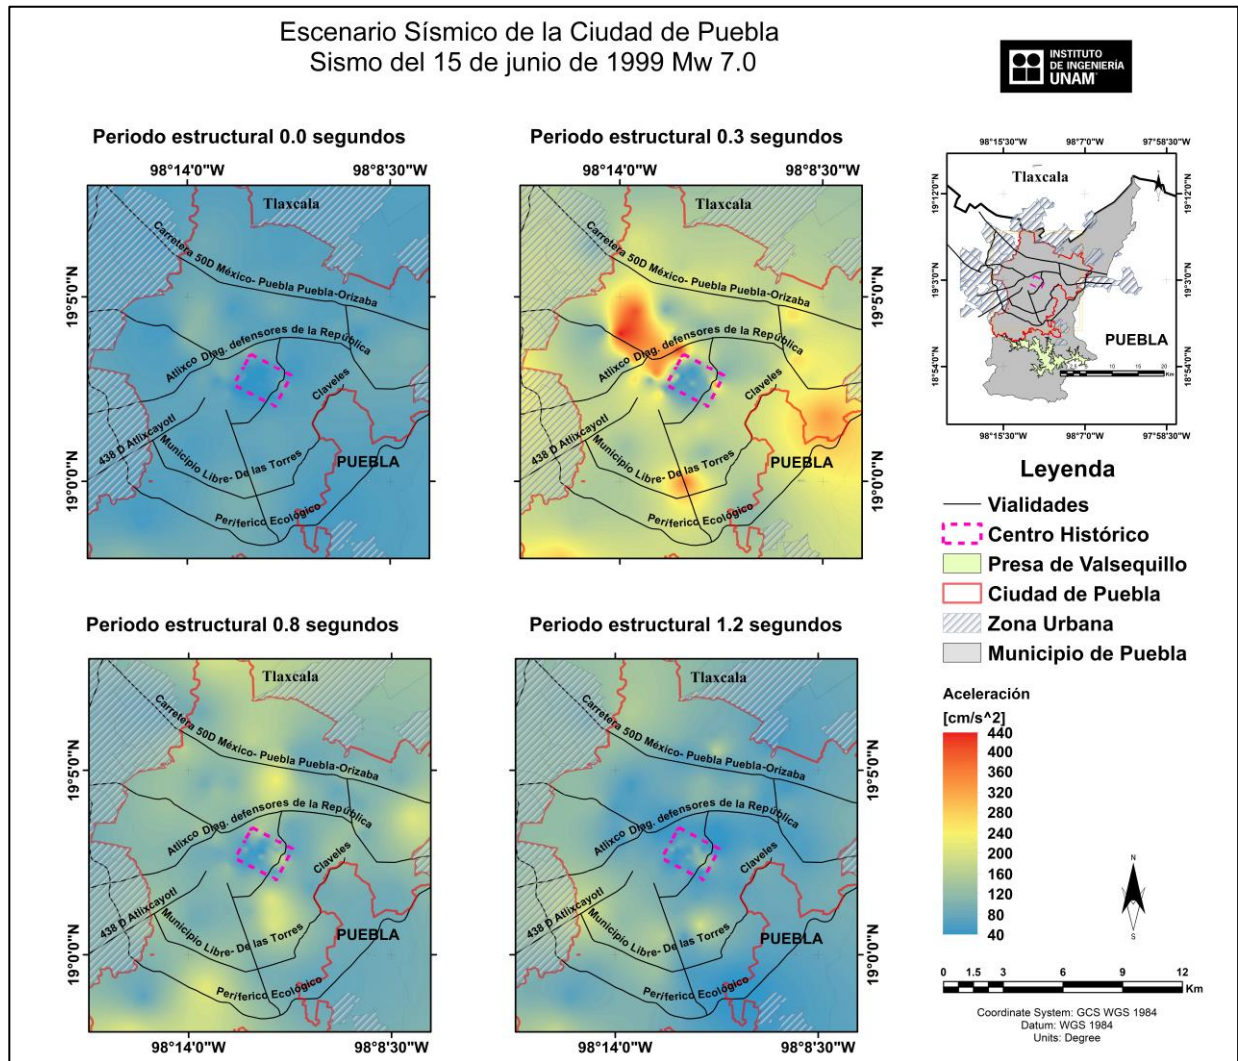 Escenario Sísmico de la Ciudad de Puebla
Sismo del 15 de junio de 1999 Mw 7.0
INSTITUTO
DE INGENIERÍA
UNAM
Periodo estructural 0.0 segundos
98°14'0"W
98°8'30"W
19°5'0"N
19°0'0"N
Tlaxcala
Carretera 50D México- Puebla Puebla-Orizaba
Atlixco Diag. defensores de la República
Claveles
438 D Atlixcayotl
Municipio Libre- De las Torres
PUEBLA
Periférico Ecológico
Periodo estructural 0.3 segundos
98°14'0"W
98°8'30"W
19°5'0"N
19°0'0"N
Tlaxcala
Carretera 50D México- Puebla Puebla-Orizaba
Atlixco Diag. defensores de la República
Claveles
438 D Atlixcayotl
Municipio Libre- De las Torres
PUEBLA
Periférico Ecológico
98°14'0"W
98°8'30"W
Periodo estructural 0.8 segundos
19°5'0"N
19°0'0"N
Tlaxcala
Carretera 50D México- Puebla Puebla-Orizaba
Atlixco Diag. defensores de la República
Claveles
438 D Atlixcayotl
Municipio Libre- De las Torres
PUEBLA
Periférico Ecológico
98°14'0"W
98°8'30"W
Periodo estructural 1.2 segundos
19°5'0"N
19°0'0"N
Tlaxcala
Carretera 50D México- Puebla Puebla-Orizaba
Atlixco Diag. defensores de la República
Claveles
438 D Atlixcayotl
Municipio Libre- De las Torres
PUEBLA
Periférico Ecológico
98°14'0"W
98°8'30"W
98°15'30"W
98°7'0"W
97°58'30"W
Tlaxcala
19°12'0"N
19°12'0"N
19°3'0"N
19°3'0"N
PUEBLA
18°54'0"N
18°54'0"N
Km
98°15'30"W
98°7'0"W
97°58'30"W
Leyenda
Vialidades
Centro Histórico
Presa de Valsequillo
Ciudad de Puebla
Zona Urbana
Municipio de Puebla
Aceleración
[cm/s^2]
440
400
360
320
280
240
200
160
120
80
40
N
S
0 1.5 3 6 9 12
Km
Coordinate System: GCS WGS 1984
Datum: WGS 1984
Units: Degree